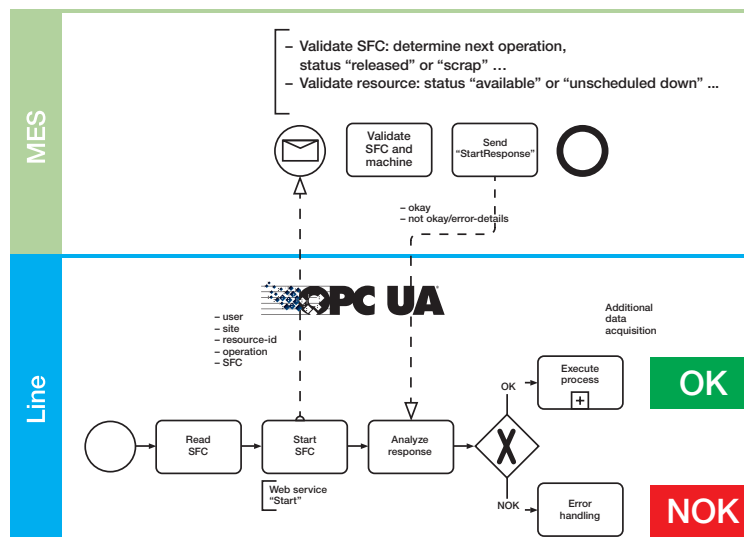 MES
– Validate SFC: determine next operation,
status “released” or “scrap” …
– Validate resource: status “available” or “unscheduled down” ...
Validate
SFC and
machine
Send
“StartResponse”
– okay
– not okay/error-details
Line
OPC UA
– user
– site
– resource-id
– operation
– SFC
Additional
data
acquisition
Read
SFC
Start
SFC
Analyze
response
X
OK
Execute
process
+
OK
Web service
“Start”
NOK
Error
handling
NOK